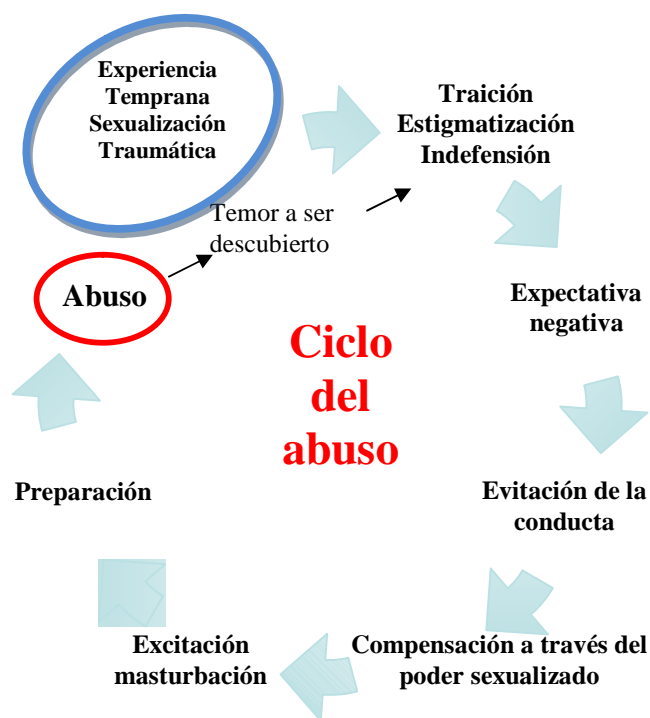 Experiencia
Temprana
Sexualización
Traumática
Traición
Estigmatización
Indefensión
Temor a ser
descubierto
Abuso
Expectativa
negativa
Ciclo
del
abuso
Preparación
Evitación de la
conducta
Excitación
masturbación
Compensación a través del
poder sexualizado